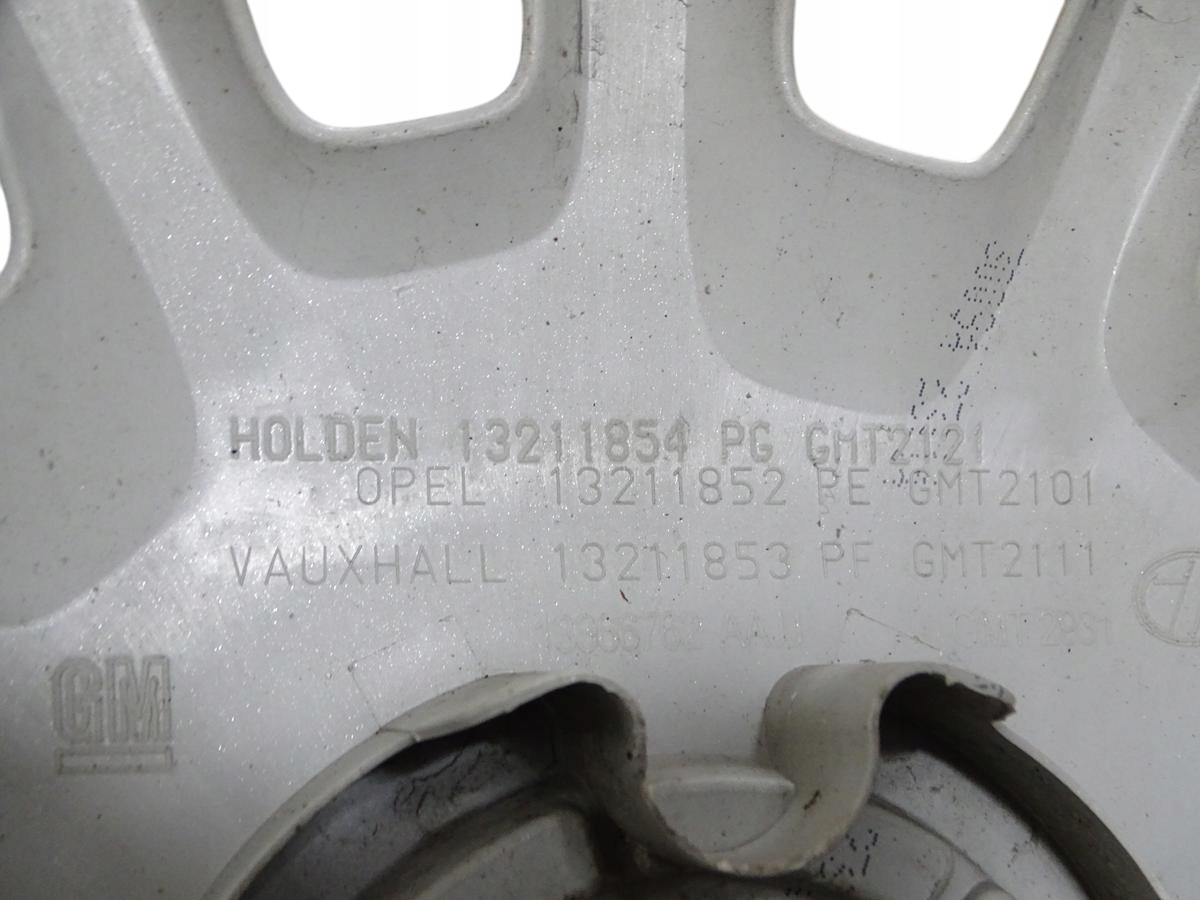 HOLDEN 13211854 PG GMT2121
OPEL 13211852 PE GMT2101
VAUXHALL 13211853 PF GMT2111
GM